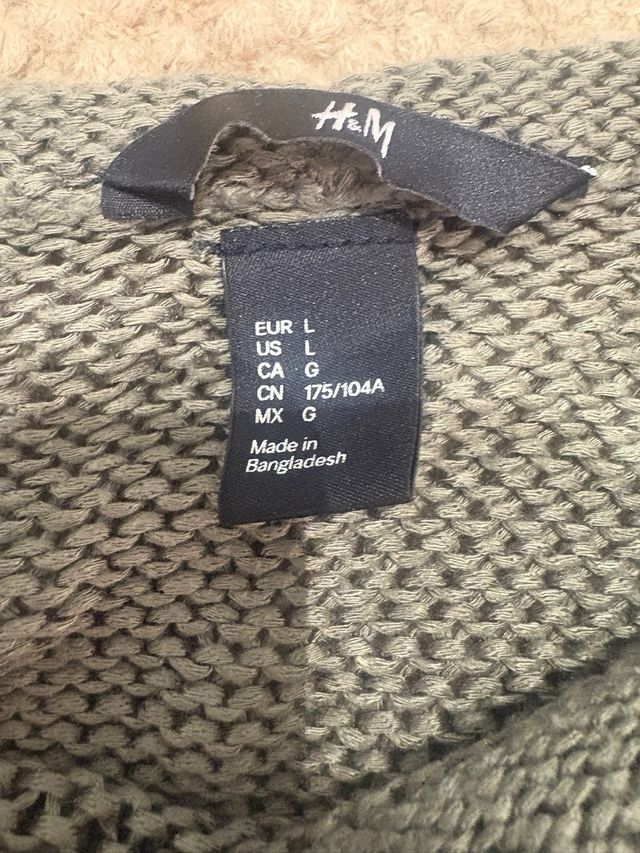 H&M
EUR L
US L
CA G
CN 175/104A
MX G
Made in
Bangladesh